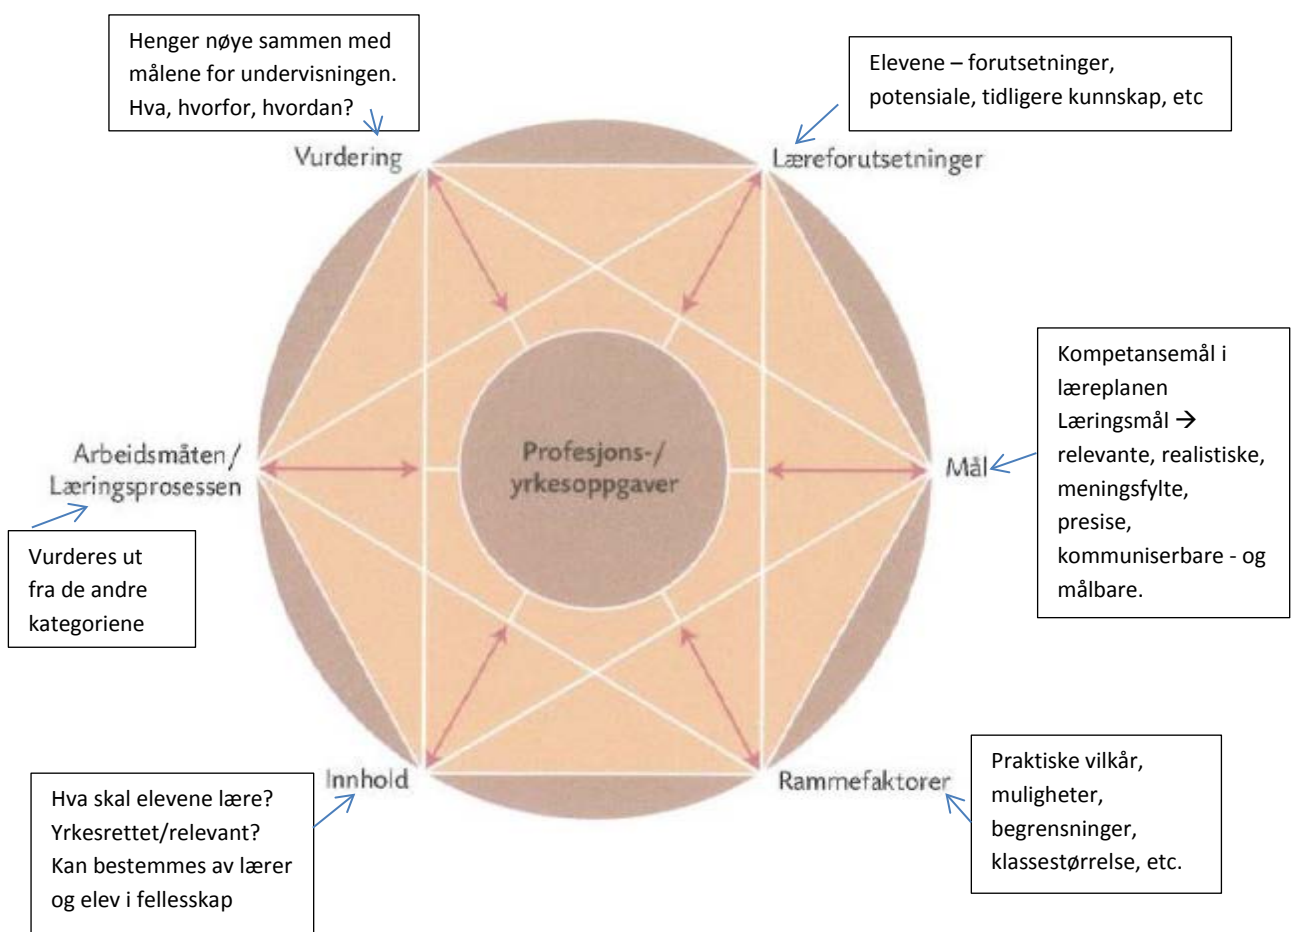 Henger nøye sammen med
målene for undervisningen.
Hva, hvorfor, hvordan?
Elevene – forutsetninger,
potensiale, tidligere kunnskap, etc
Vurdering
Læreforutsetninger
Kompetansemål i
læreplanen
Læringsmål →
relevante, realistiske,
meningsfylte,
presise,
kommuniserbare - og
målbare.
Arbeidsmåten/
Læringsprosessen
Profesjons-/
yrkesoppgaver
Mål
Vurderes ut
fra de andre
kategoriene
Innhold
Rammefaktorer
Hva skal elevene lære?
Yrkesrettet/relevant?
Kan bestemmes av lærer
og elev i fellesskap
Praktiske vilkår,
muligheter,
begrensninger,
klassestørrelse, etc.